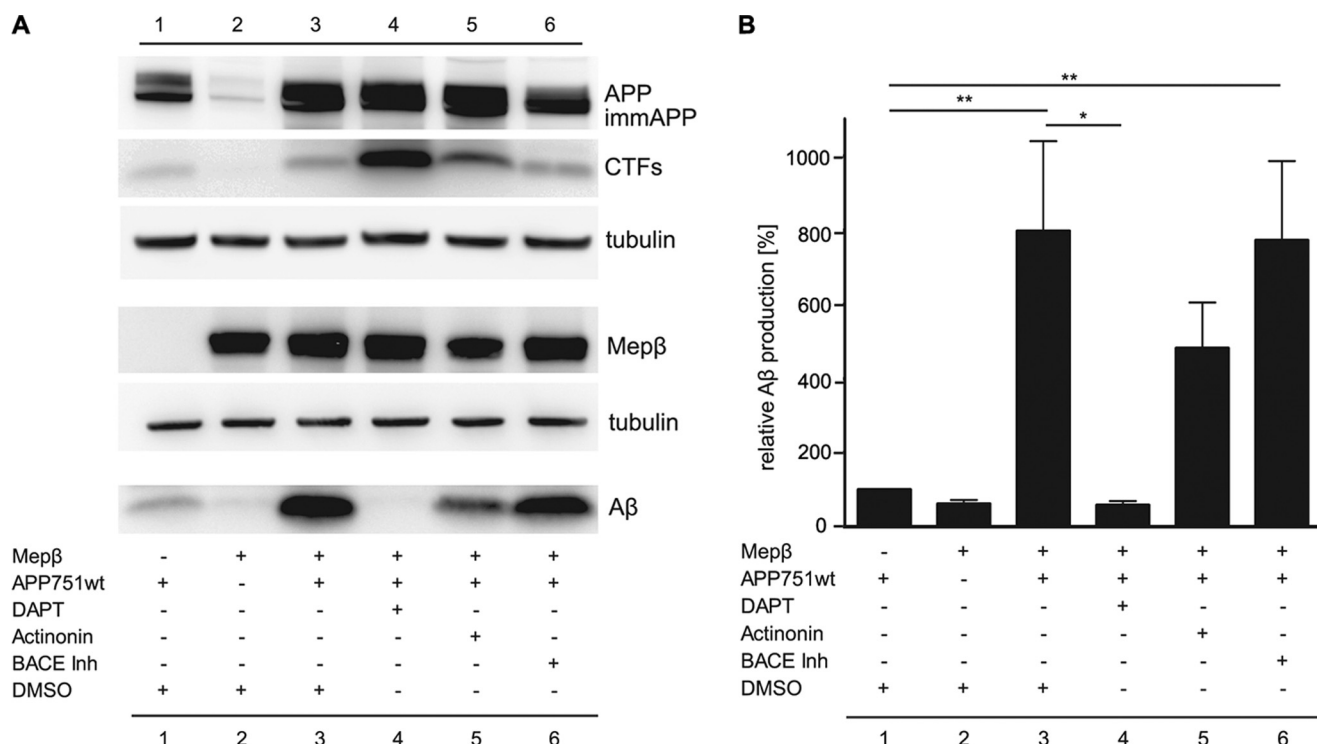 A
1 2 3 4 5 6
APP
immAPP
CTFs
tubulin
Mepβ
tubulin
Aβ
Mepβ - + + + + +
APP751wt + - + + + +
DAPT - - - + - -
Actinonin - - - - + -
BACE Inh - - - - - +
DMSO + + + - - -
1 2 3 4 5 6
B
**
**
*
relative Aβ production [%]
1000
800
600
400
200
0
Mepβ - + + + + +
APP751wt + - + + + +
DAPT - - - + - -
Actinonin - - - - + -
BACE Inh - - - - - +
DMSO + + + - - -
1 2 3 4 5 6